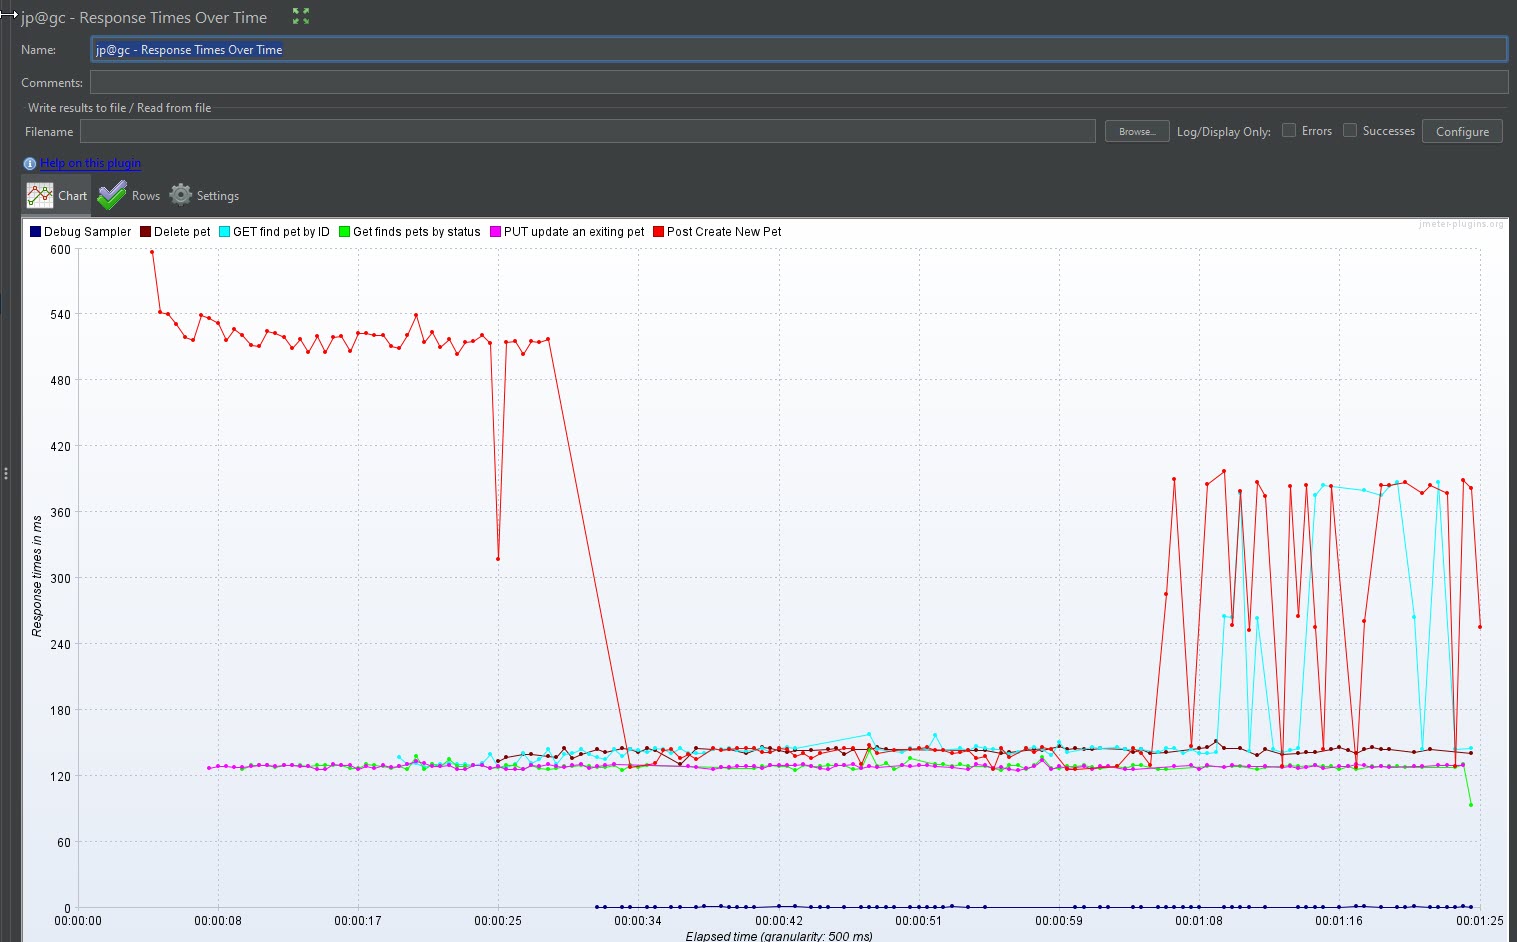 jp@gc - Response Times Over Time
Name: jp@gc - Response Times Over Time
Comments:
Write results to file / Read from file
Filename Browse... Log/Display Only: Errors Successes Configure
Help on this plugin
Chart Rows Settings
jmeter-plugins.org
Debug Sampler Delete pet GET find pet by ID Get finds pets by status PUT update an exiting pet Post Create New Pet
600
540
480
420
360
300
240
180
120
60
0
Response times in ms
00:00:00 00:00:08 00:00:17 00:00:25 00:00:34 00:00:42 00:00:51 00:00:59 00:01:08 00:01:16 00:01:25
Elapsed time (granularity: 500 ms)